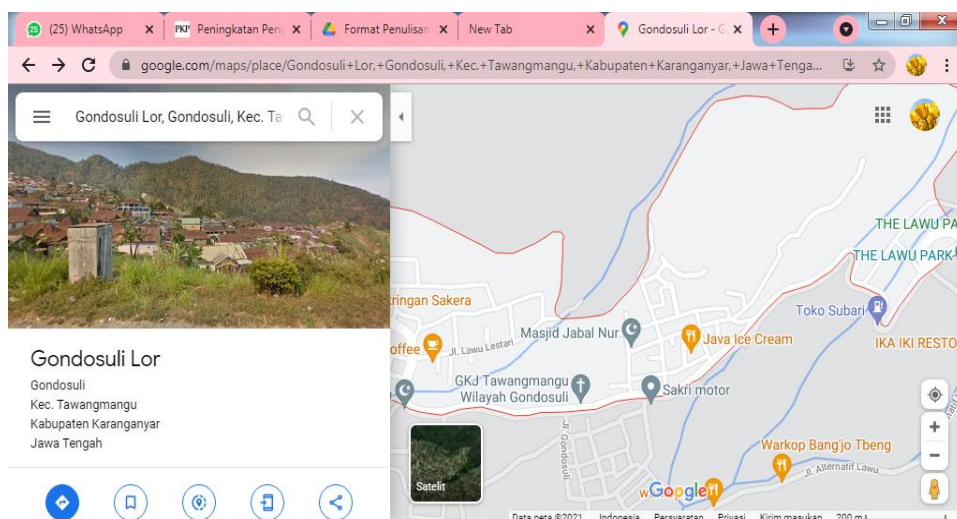 (25) WhatsApp
PKP Peningkatan Peng
Format Penulisan
New Tab
Gondosuli Lor - G
google.com/maps/place/Gondosuli+Lor,+Gondosuli,+Kec.+Tawangmangu,+Kabupaten+Karanganyar,+Jawa+Tenga...
Gondosuli Lor, Gondosuli, Kec. Ta
Gondosuli Lor
Gondosuli
Kec. Tawangmangu
Kabupaten Karanganyar
Jawa Tengah
THE LAWU PA
THE LAWU PARK
Toko Subari
IKA IKI RESTO
ringan Sakera
offee
Jl. Lawu Lestari
Masjid Jabal Nur
Java Ice Cream
GKJ Tawangmangu
Wilayah Gondosuli
Sakri motor
Jl. Gondosuli
Warkop Bang'jo Tbeng
Jl. Alternatif Lawu
Satelit
W
Google
Data peta ©2021 Indonesia Persyaratan Privasi Kirim masukan 200 m